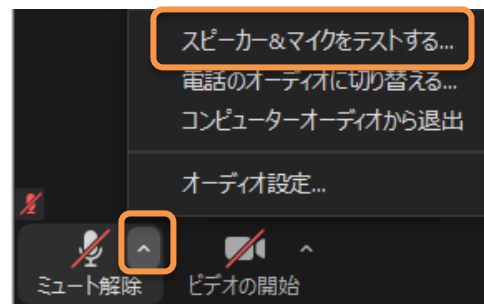 スピーカー&マイクをテストする...
電話のオーディオに切り替える...
コンピューターオーディオから退出
オーディオ設定...
ミュート解除
ビデオの開始